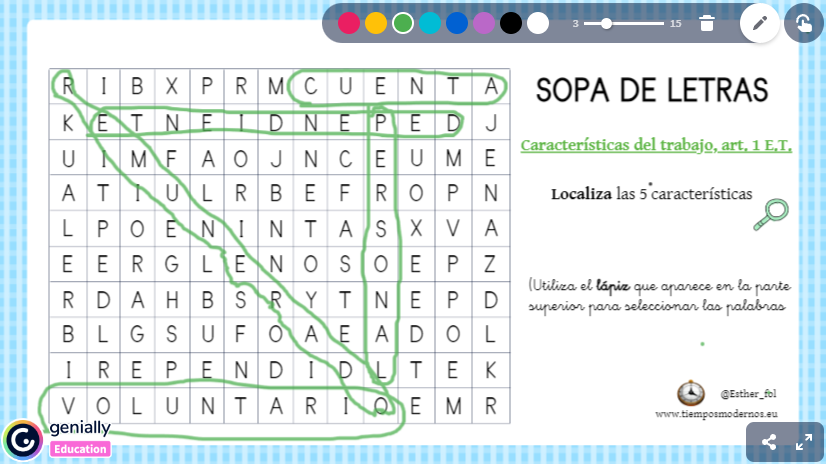 3 15
R I B X P R M C U E N T A
K E T N E I D N E P E D J
U I M F A O J N C E U M E
A T I U L R B E F R O P N
L P O E N I N T A S X V A
E E R G L E N O S O E P Z
R D A H B S R Y T N E P D
B L G S U F O A E A D O L
I R E P E N D I D L T E K
V O L U N T A R I O E M R
SOPA DE LETRAS
Características del trabajo, art, 1 E,T,
Localiza las 5 características
(Utiliza el lápiz que aparece en la parte
superior para seleccionar las palabras
@Esther_fol
www.tiemposmodernos.eu
genially
Education